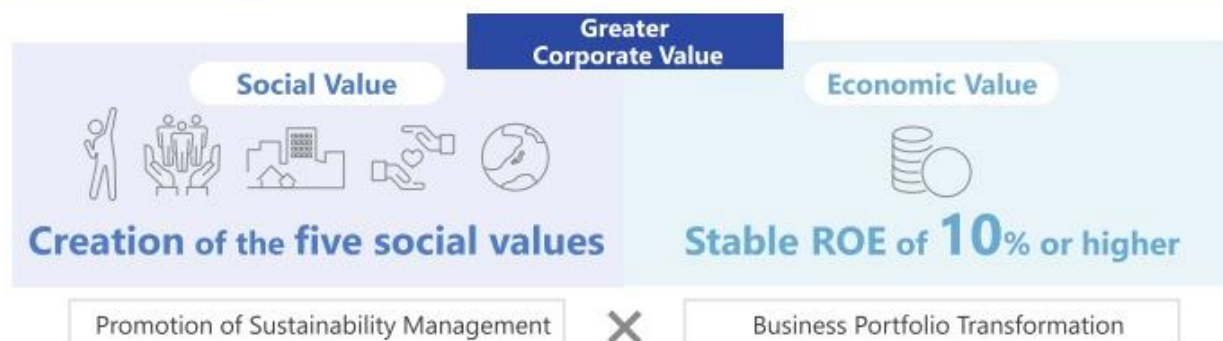 Greater
Corporate Value
Social Value
Economic Value
Creation of the five social values
Stable ROE of 10% or higher
Promotion of Sustainability Management
×
Business Portfolio Transformation